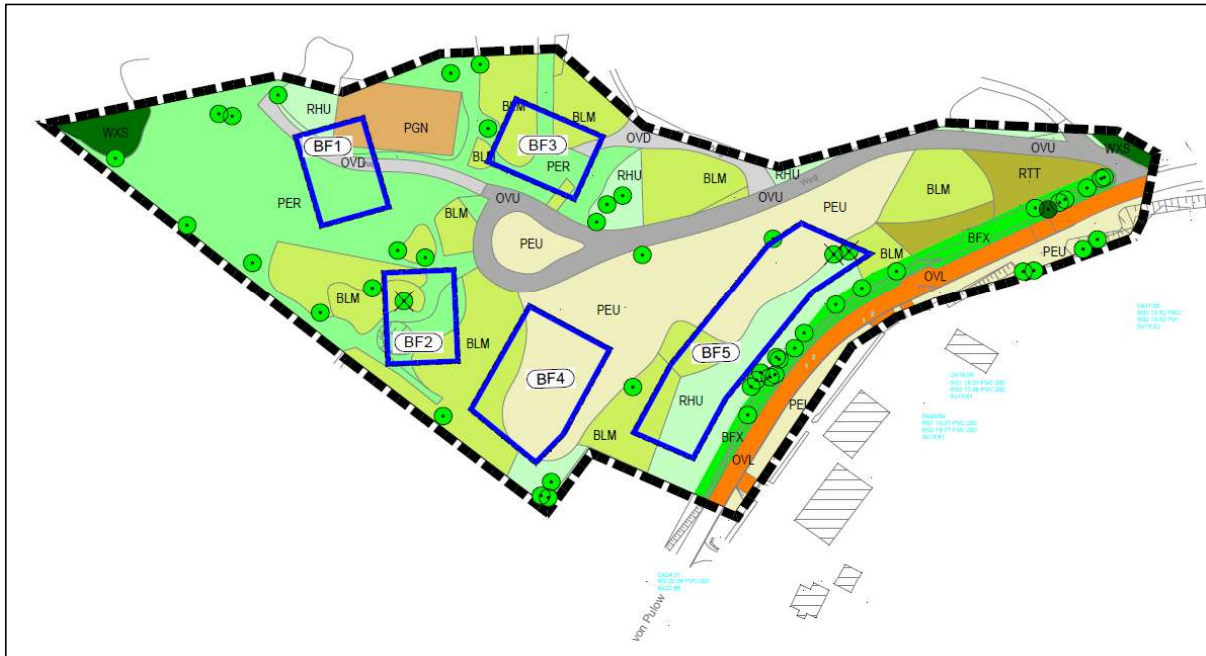 WXS
RHU
PGN
BLM
BLM
BF1
BF3
OVD
BLM
OVD
PER
RHU
BLM
RHU
OVU
WXS
RTT
PER
OVU
OVU
Weg
PEU
BLM
BLM
PEU
BFX
BLM
PEU
OVL
BLM
PEU
BF2
BLM
BF5
BF4
RHU
PEU
BLM
BFX
OVL
von Pulow